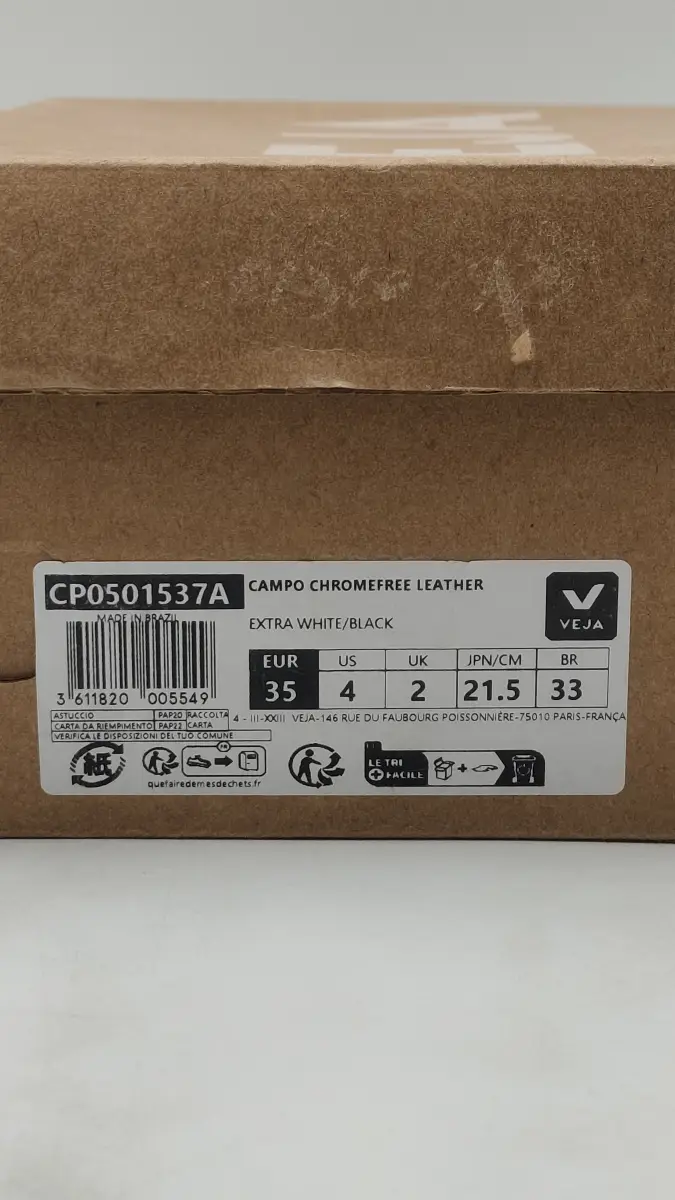 CP0501537A
CAMPO CHROMEFREE LEATHER
MADE IN BRAZIL
EXTRA WHITE/BLACK
VEJA
EUR US UK JPN/CM BR
35 4 2 21.5 33
3 611820 005549
ASTUCCIO PAP20 RACCOLTA
CARTA DA RIEMPIMENTO PAP22 CARTA
VERIFICA LE DISPOSIZIONI DEL TUO COMUNE
4 - III-XXIII VEJA-146 RUE DU FAUBOURG POISSONNIÈRE-75010 PARIS-FRANÇA
紙
FR
quefairedemesdechets.fr
LE TRI
+ FACILE